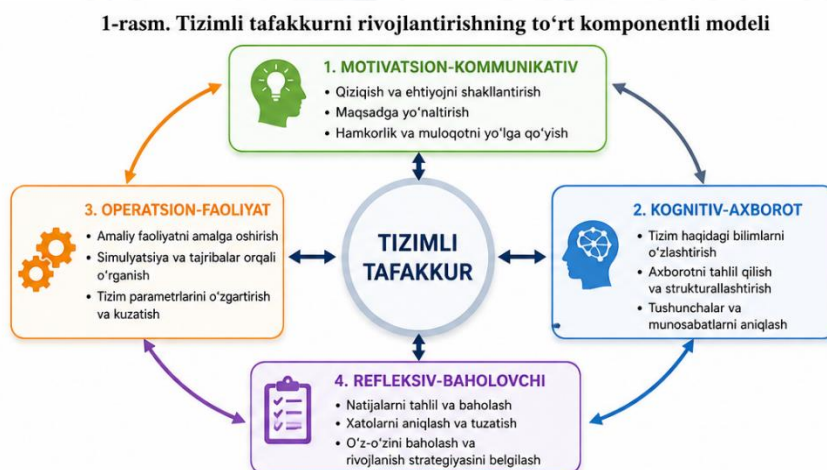 1-rasm. Tizimli tafakkurni rivojlantirishning to‘rt komponentli modeli
1. MOTIVATSION-KOMMUNIKATIV
• Qiziqish va ehtiyojni shakllantirish
• Maqsadga yo‘naltirish
• Hamkorlik va muloqotni yo‘lga qo‘yish
3. OPERATSION-FAOLIYAT
• Amaliy faoliyatni amalga oshirish
• Simulyatsiya va tajribalar orqali
o‘rganish
• Tizim parametrlarini o‘zgartirish
va kuzatish
TIZIMLI
TAFAKKUR
2. KOGNITIV-AXBOROT
• Tizim haqidagi bilimlarni
o‘zlashtirish
• Axborotni tahlil qilish
va strukturallashtirish
• Tushunchalar va
munosabatlarni aniqlash
4. REFLEKSIV-BAHOLOVCHI
• Natijalarni tahlil va baholash
• Xatolarni aniqlash va tuzatish
• O‘z-o‘zini baholash va
rivojlanish strategiyasini belgilash